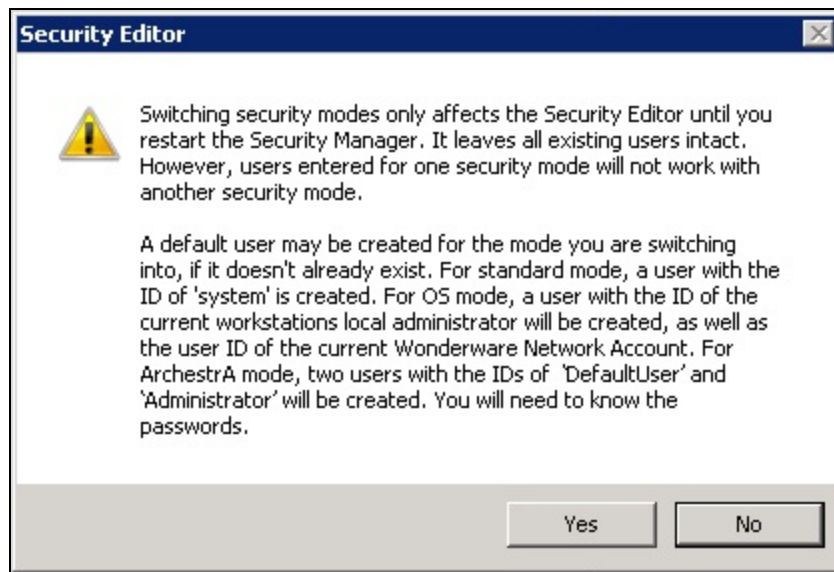 Security Editor
Switching security modes only affects the Security Editor until you
restart the Security Manager. It leaves all existing users intact.
However, users entered for one security mode will not work with
another security mode.
A default user may be created for the mode you are switching
into, if it doesn't already exist. For standard mode, a user with the
ID of 'system' is created. For OS mode, a user with the ID of the
current workstations local administrator will be created, as well as
the user ID of the current Wonderware Network Account. For
ArchestrA mode, two users with the IDs of ‘DefaultUser’ and
‘Administrator’ will be created. You will need to know the
passwords.
Yes
No